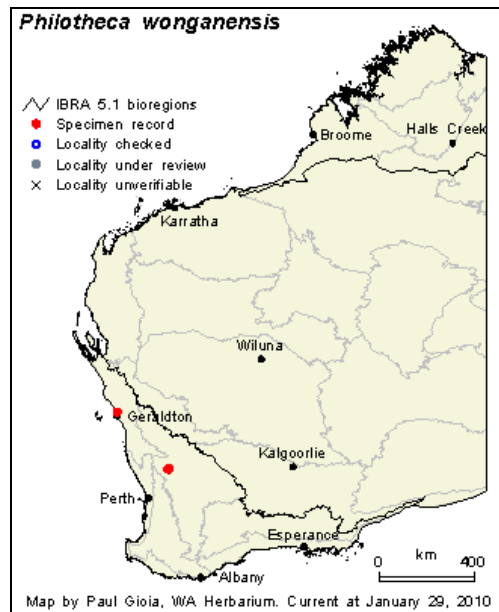 Philotheca wonganensis
IBRA 5.1 bioregions
Specimen record
Locality checked
Locality under review
Locality unverifiable
Broome
Halls Creek
Karratha
Wiluna
Geraldton
Kalgoorlie
Perth
Esperance
Albany
km
0 400
Map by Paul Gioia, WA Herbarium. Current at January 29, 2010